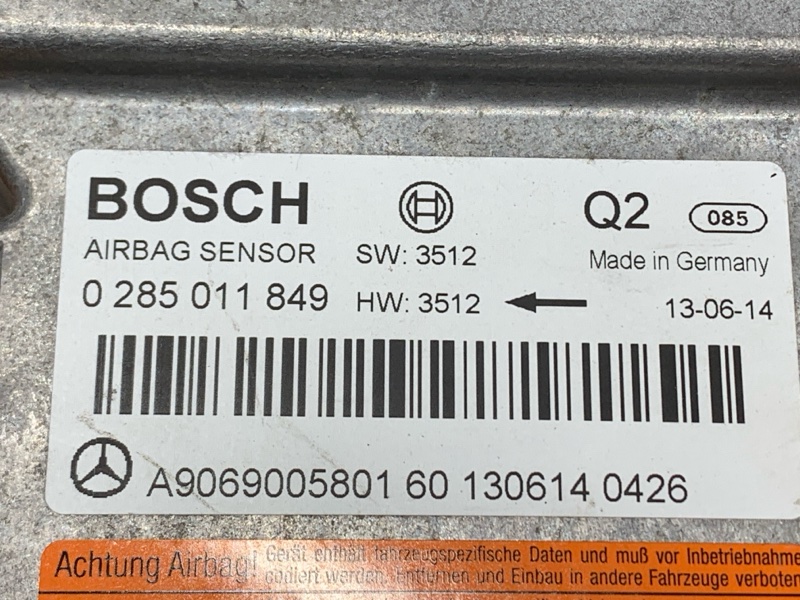 BOSCH Q2 085
AIRBAG SENSOR SW: 3512 Made in Germany
0 285 011 849 HW: 3512 13-06-14
A9069005801 60 130614 0426
Achtung Airbag! Gerät enthält fahrzeugspezifische Daten und muß vor Inbetriebnahme
codiert werden. Entfernen und Einbau in andere Fahrzeuge verboten